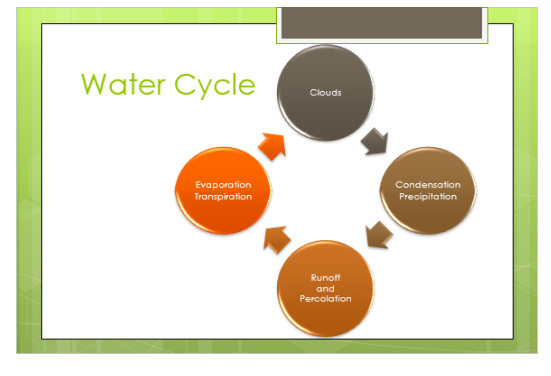 Water Cycle
Clouds
Condensation
Precipitation
Runoff
and
Percolation
Evaporation
Transpiration